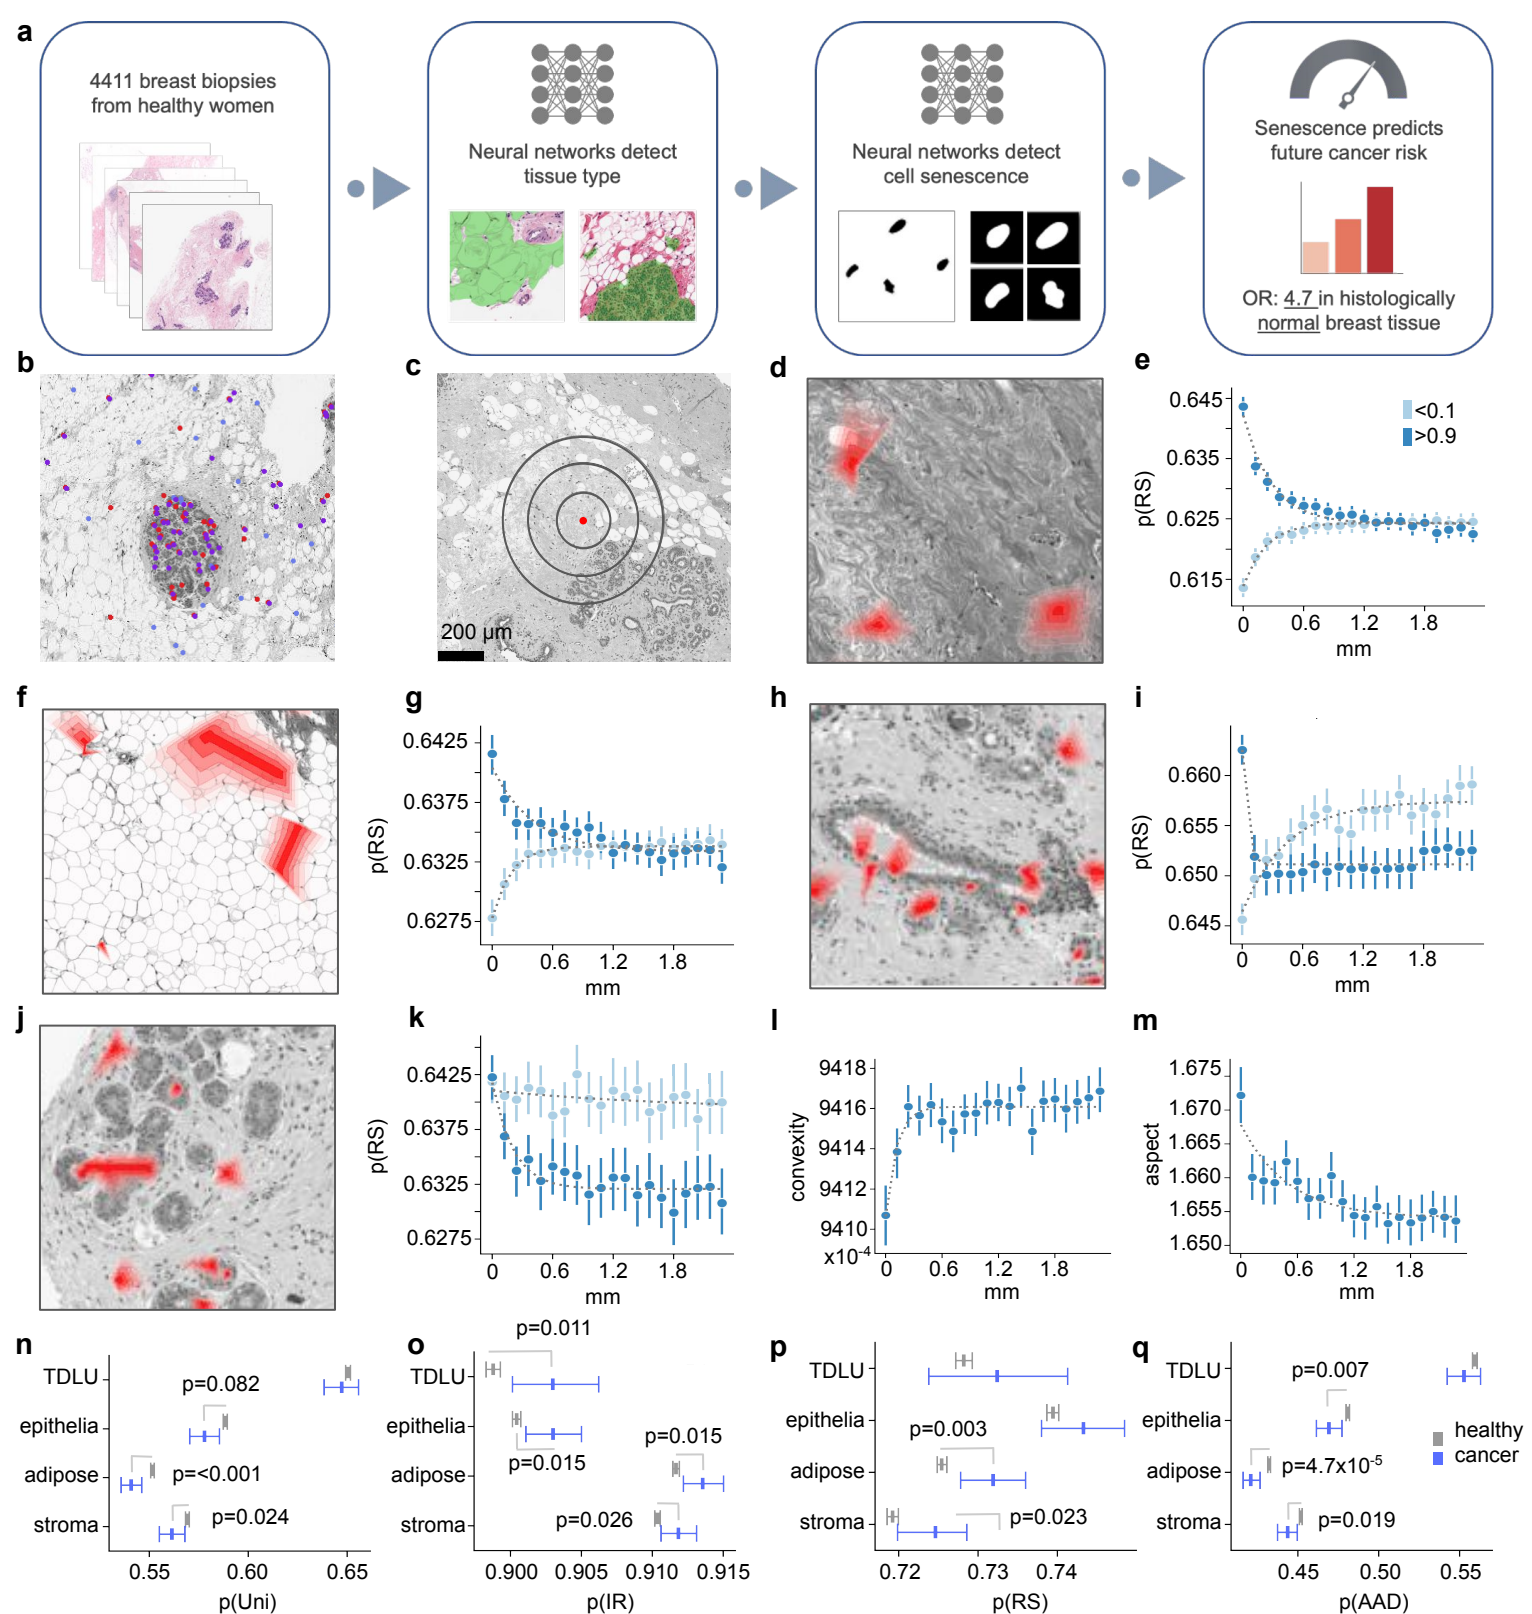 a
4411 breast biopsies
from healthy women
Neural networks detect
tissue type
Neural networks detect
cell senescence
Senescence predicts
future cancer risk
OR: 4.7 in histologically
normal breast tissue
b
c
200 µm
d
e
0.645
0.635
0.625
0.615
p(RS)
<0.1
>0.9
0 0.6 1.2 1.8
mm
f
g
0.6425
0.6375
0.6325
0.6275
p(RS)
0 0.6 1.2 1.8
mm
h
i
0.660
0.655
0.650
0.645
p(RS)
0 0.6 1.2 1.8
mm
j
k
0.6425
0.6375
0.6325
0.6275
p(RS)
0 0.6 1.2 1.8
mm
l
9418
9416
9414
9412
9410
x10-4
convexity
0 0.6 1.2 1.8
mm
m
1.675
1.670
1.665
1.660
1.655
1.650
aspect
0 0.6 1.2 1.8
mm
n
TDLU
epithelia
adipose
stroma
p=0.082
p=<0.001
p=0.024
0.55 0.60 0.65
p(Uni)
o
p=0.011
TDLU
epithelia
adipose
stroma
p=0.015
p=0.015
p=0.026
0.900 0.905 0.910 0.915
p(IR)
p
TDLU
epithelia
adipose
stroma
p=0.003
p=0.023
0.72 0.73 0.74
p(RS)
q
TDLU
epithelia
adipose
stroma
p=0.007
p=4.7x10-5
p=0.019
healthy
cancer
0.45 0.50 0.55
p(AAD)